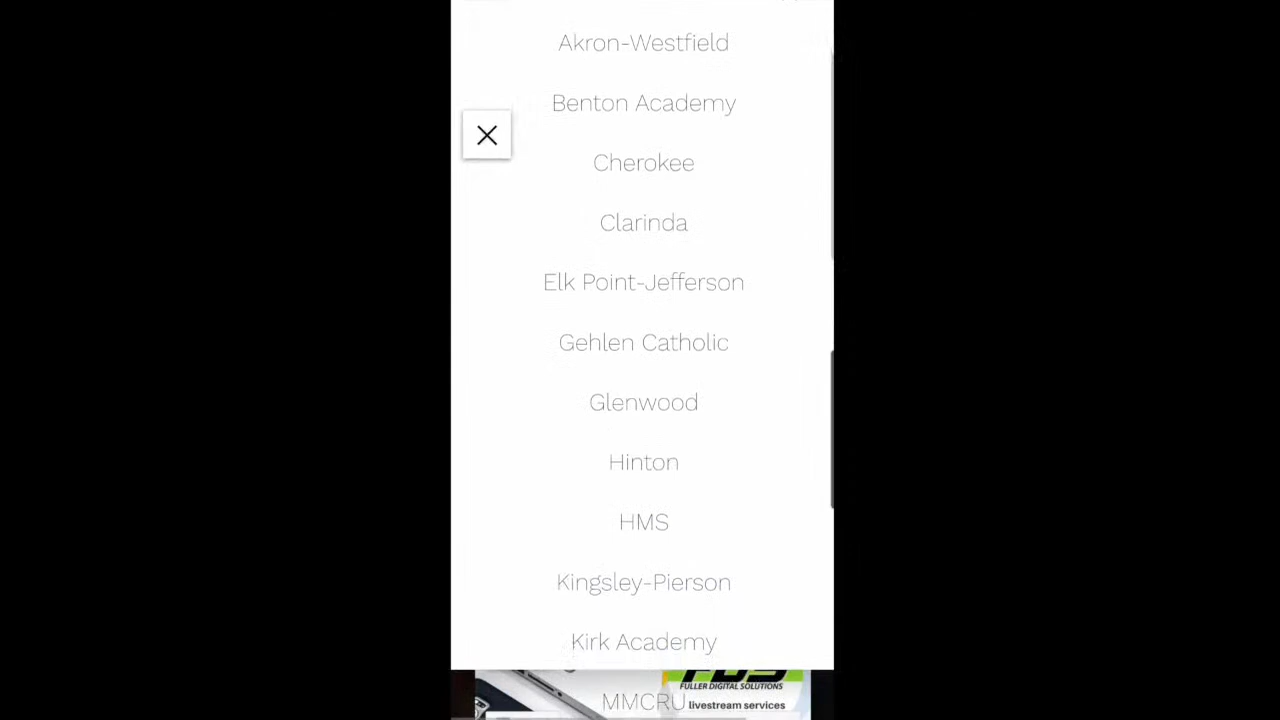 Akron-Westfield
Benton Academy
Cherokee
Clarinda
Elk Point-Jefferson
Gehlen Catholic
Glenwood
Hinton
HMS
Kingsley-Pierson
Kirk Academy
FDS
FULLER DIGITAL SOLUTIONS
MMCRU
livestream services